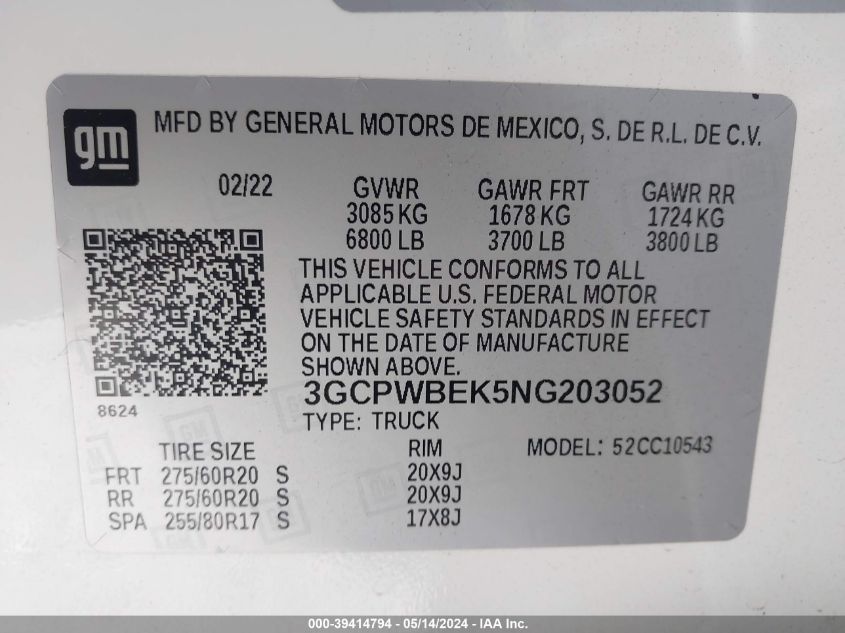 gm
MFD BY GENERAL MOTORS DE MEXICO, S. DE R.L. DE C.V.
02/22 GVWR GAWR FRT GAWR RR
3085 KG 1678 KG 1724 KG
6800 LB 3700 LB 3800 LB
THIS VEHICLE CONFORMS TO ALL
APPLICABLE U.S. FEDERAL MOTOR
VEHICLE SAFETY STANDARDS IN EFFECT
ON THE DATE OF MANUFACTURE
SHOWN ABOVE.
3GCPWBEK5NG203052
8624
TYPE: TRUCK
TIRE SIZE RIM MODEL: 52CC10543
FRT 275/60R20 S 20X9J
RR 275/60R20 S 20X9J
SPA 255/80R17 S 17X8J
000-39414794 - 05/14/2024 - IAA Inc.